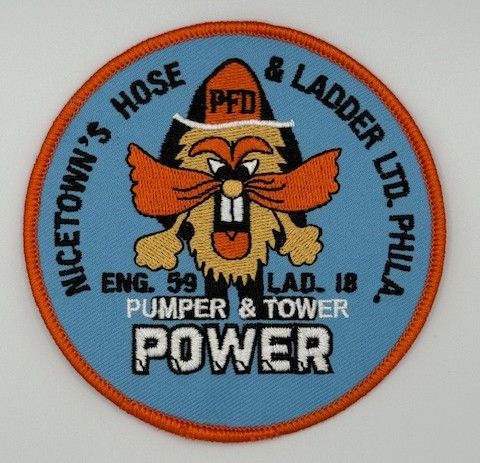 NICETOWN'S HOSE & LADDER LTD. PHILA.
PFD
ENG. 59 LAD. 18
PUMPER & TOWER
POWER